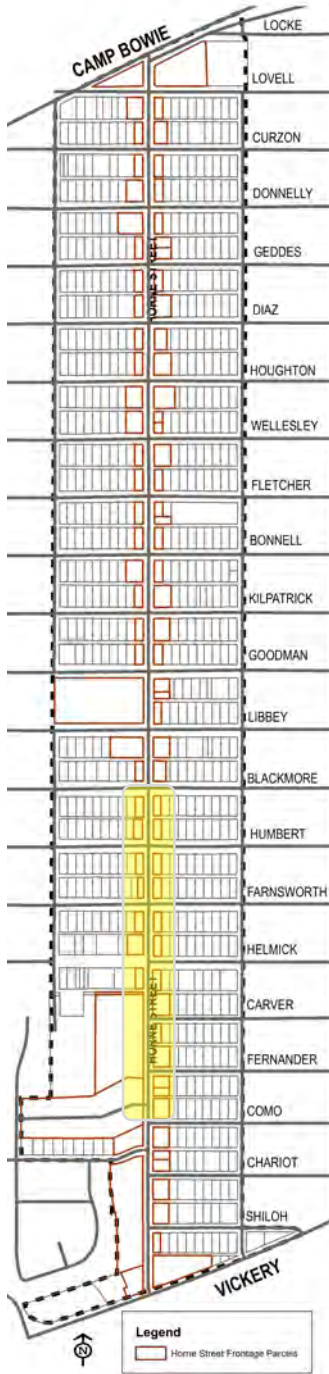 LOCKE
CAMP BOWIE
LOVELL
CURZON
DONNELLY
GEDDES
HORNE STREET
DIAZ
HOUGHTON
WELLESLEY
FLETCHER
BONNELL
KILPATRICK
GOODMAN
LIBBEY
BLACKMORE
HUMBERT
FARNSWORTH
HELMICK
CARVER
HORNE STREET
FERNANDER
COMO
CHARIOT
SHILOH
VICKERY
N
Legend
Horne Street Frontage Parcels